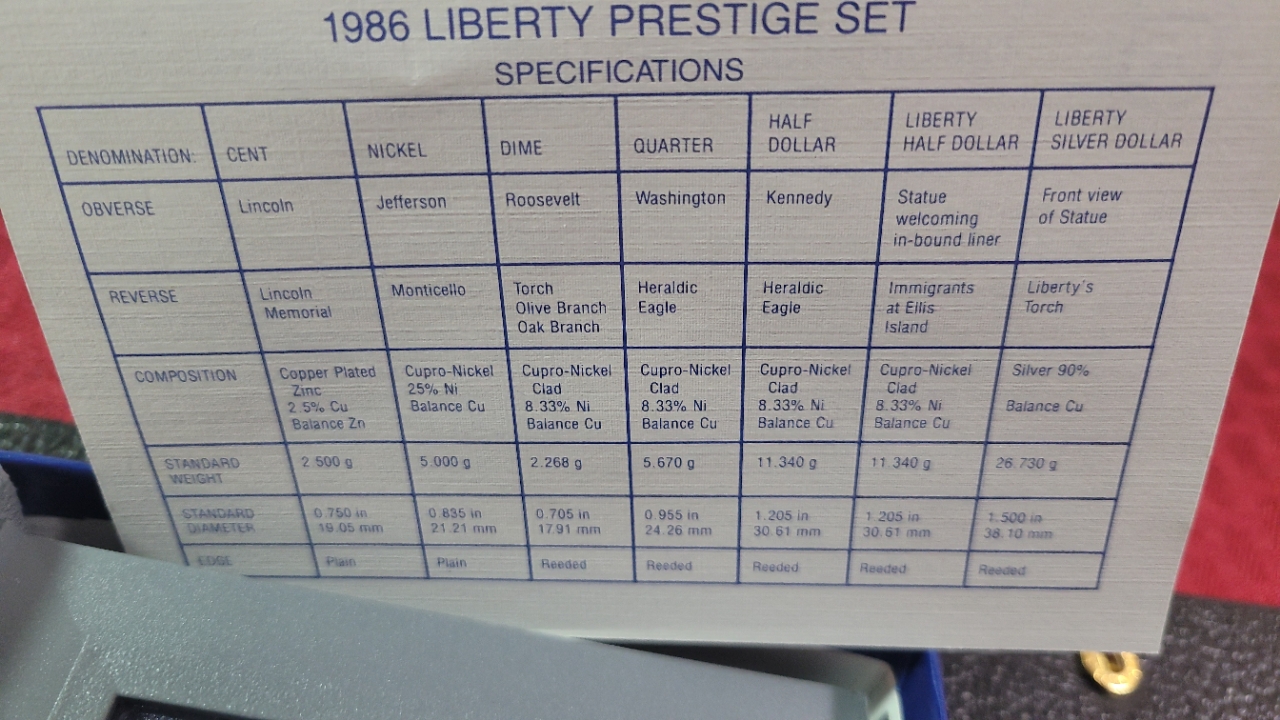 1986 LIBERTY PRESTIGE SET
SPECIFICATIONS
DENOMINATION: CENT NICKEL DIME QUARTER HALF DOLLAR LIBERTY HALF DOLLAR LIBERTY SILVER DOLLAR
OBVERSE Lincoln Jefferson Roosevelt Washington Kennedy Statue welcoming in-bound liner Front view of Statue
REVERSE Lincoln Memorial Monticello Torch Olive Branch Oak Branch Heraldic Eagle Heraldic Eagle Immigrants at Ellis Island Liberty's Torch
COMPOSITION Copper Plated Zinc 2.5% Cu Balance Zn Cupro-Nickel 25% Ni Balance Cu Cupro-Nickel Clad 8.33% Ni Balance Cu Cupro-Nickel Clad 8.33% Ni Balance Cu Cupro-Nickel Clad 8.33% Ni Balance Cu Cupro-Nickel Clad 8.33% Ni Balance Cu Silver 90% Balance Cu
STANDARD WEIGHT 2.500 g 5.000 g 2.268 g 5.670 g 11.340 g 11.340 g 26.730 g
STANDARD DIAMETER 0.750 in 19.05 mm 0.835 in 21.21 mm 0.705 in 17.91 mm 0.955 in 24.26 mm 1.205 in 30.61 mm 1.205 in 30.61 mm 1.500 in 38.10 mm
EDGE Plain Plain Reeded Reeded Reeded Reeded Reeded